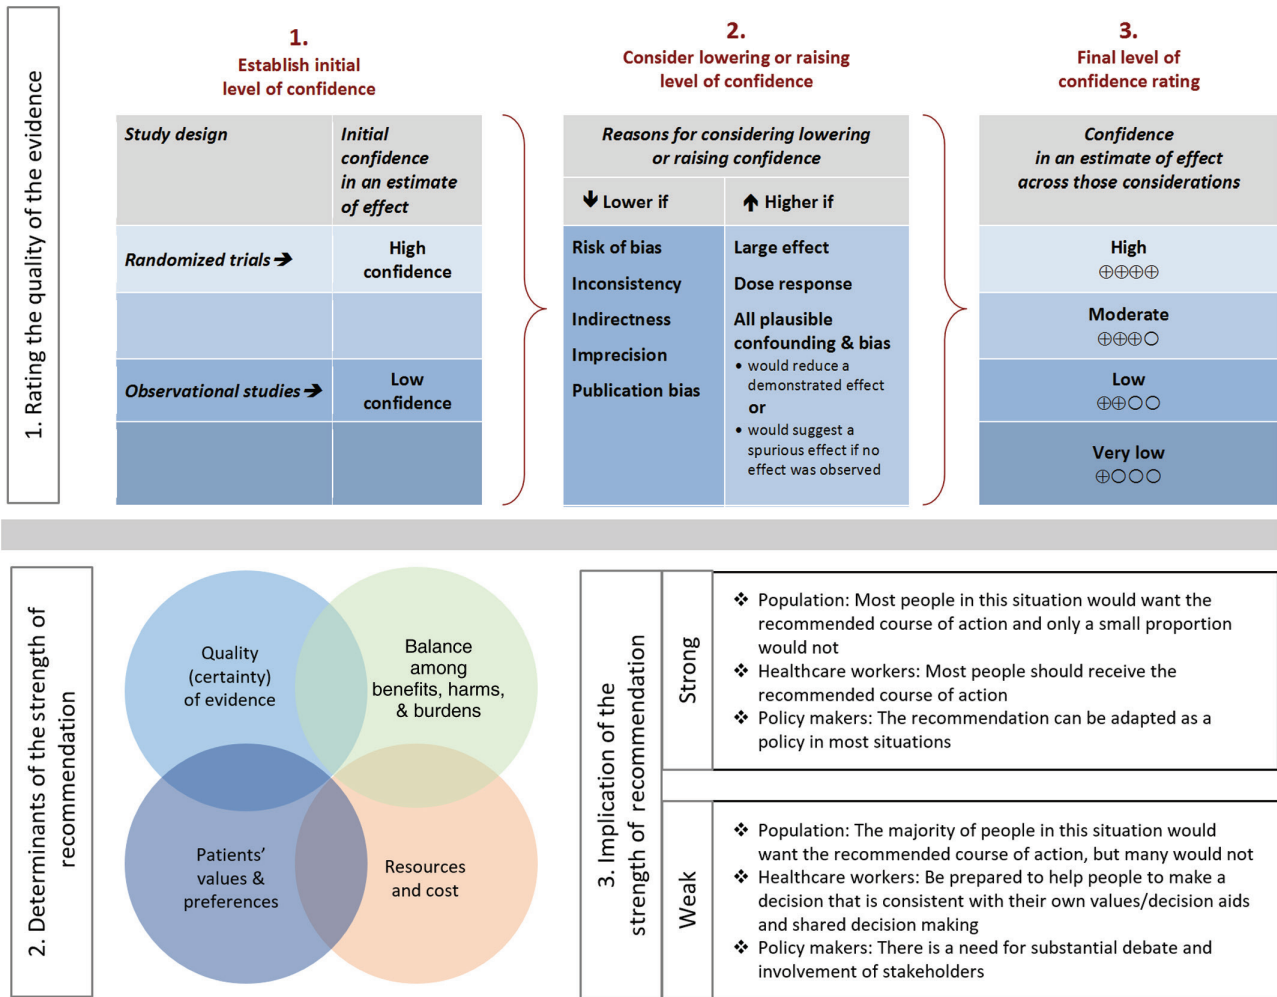 1. Rating the quality of the evidence
1.
Establish initial
level of confidence
Study design
Initial
confidence
in an estimate
of effect
Randomized trials ➔
High
confidence
Observational studies ➔
Low
confidence
2.
Consider lowering or raising
level of confidence
Reasons for considering lowering
or raising confidence
🡫 Lower if
🡩 Higher if
Risk of bias
Inconsistency
Indirectness
Imprecision
Publication bias
Large effect
Dose response
All plausible
confounding & bias
• would reduce a
demonstrated effect
or
• would suggest a
spurious effect if no
effect was observed
3.
Final level of
confidence rating
Confidence
in an estimate of effect
across those considerations
High
⊕⊕⊕⊕
Moderate
⊕⊕⊕○
Low
⊕⊕○○
Very low
⊕○○○
2. Determinants of the strength of
recommendation
Quality
(certainty)
of evidence
Balance
among
benefits, harms,
& burdens
Patients’
values &
preferences
Resources
and cost
3. Implication of the
strength of recommendation
Strong
❖ Population: Most people in this situation would want the
recommended course of action and only a small proportion
would not
❖ Healthcare workers: Most people should receive the
recommended course of action
❖ Policy makers: The recommendation can be adapted as a
policy in most situations
Weak
❖ Population: The majority of people in this situation would
want the recommended course of action, but many would not
❖ Healthcare workers: Be prepared to help people to make a
decision that is consistent with their own values/decision aids
and shared decision making
❖ Policy makers: There is a need for substantial debate and
involvement of stakeholders